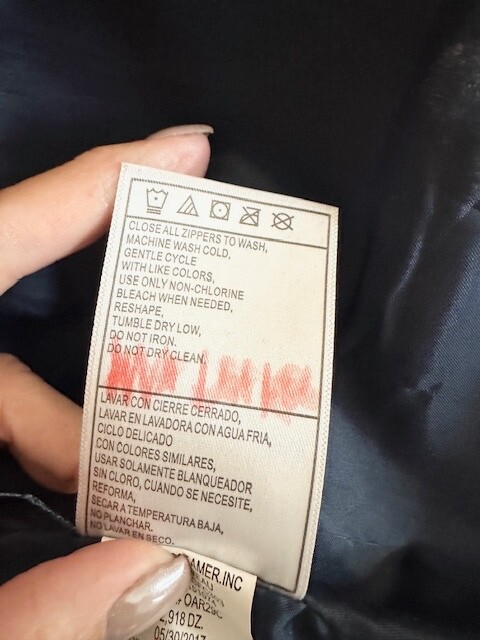 CLOSE ALL ZIPPERS TO WASH,
MACHINE WASH COLD,
GENTLE CYCLE
WITH LIKE COLORS,
USE ONLY NON-CHLORINE
BLEACH WHEN NEEDED,
RESHAPE,
TUMBLE DRY LOW,
DO NOT IRON.
DO NOT DRY CLEAN.
LAVAR CON CIERRE CERRADO,
LAVAR EN LAVADORA CON AGUA FRIA,
CICLO DELICADO
CON COLORES SIMILARES,
USAR SOLAMENTE BLANQUEADOR
SIN CLORO, CUANDO SE NECESITE,
REFORMA,
SECAR A TEMPERATURA BAJA,
NO PLANCHAR.
NO LAVAR EN SECO.
AMER.INC
918 DZ.
05/30/2017